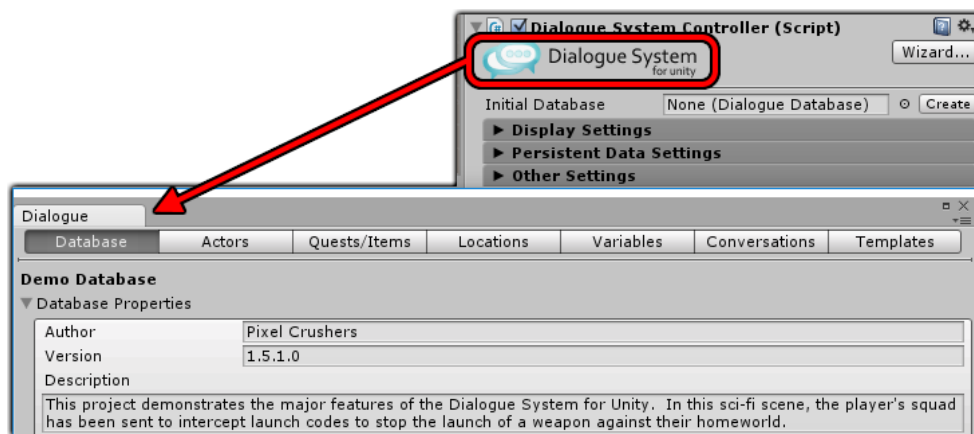 Dialogue System Controller (Script)
Dialogue System
for unity
Wizard...
Initial Database None (Dialogue Database) Create
Display Settings
Persistent Data Settings
Other Settings
Dialogue
Database Actors Quests/Items Locations Variables Conversations Templates
Demo Database
Database Properties
Author Pixel Crushers
Version 1.5.1.0
Description
This project demonstrates the major features of the Dialogue System for Unity. In this sci-fi scene, the player's squad
has been sent to intercept launch codes to stop the launch of a weapon against their homeworld.